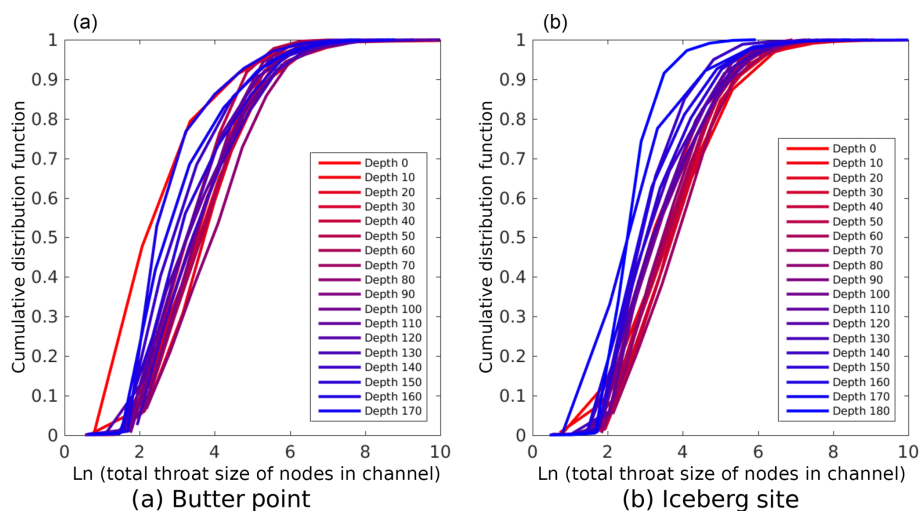 (a)
Cumulative distribution function
1
0.9
0.8
0.7
0.6
0.5
0.4
0.3
0.2
0.1
0
0 2 4 6 8 10
Depth 0
Depth 10
Depth 20
Depth 30
Depth 40
Depth 50
Depth 60
Depth 70
Depth 80
Depth 90
Depth 100
Depth 110
Depth 120
Depth 130
Depth 140
Depth 150
Depth 160
Depth 170
Ln (total throat size of nodes in channel)
(a) Butter point
(b)
Cumulative distribution function
1
0.9
0.8
0.7
0.6
0.5
0.4
0.3
0.2
0.1
0
0 2 4 6 8 10
Depth 0
Depth 10
Depth 20
Depth 30
Depth 40
Depth 50
Depth 60
Depth 70
Depth 80
Depth 90
Depth 100
Depth 110
Depth 120
Depth 130
Depth 140
Depth 150
Depth 160
Depth 170
Depth 180
Ln (total throat size of nodes in channel)
(b) Iceberg site